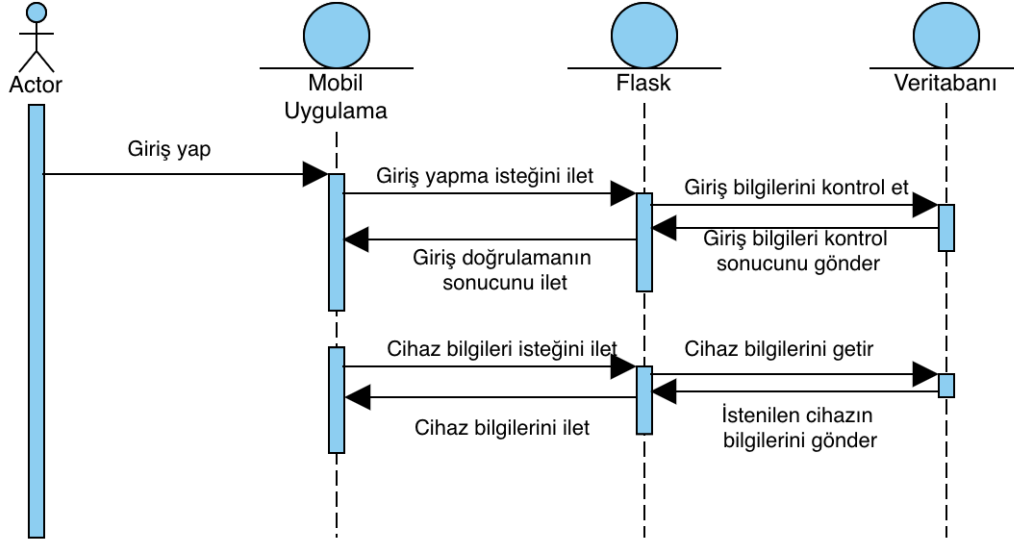 Actor
Mobil
Uygulama
Flask
Veritabanı
Giriş yap
Giriş yapma isteğini ilet
Giriş bilgilerini kontrol et
Giriş bilgileri kontrol
sonucunu gönder
Giriş doğrulamanın
sonucunu ilet
Cihaz bilgileri isteğini ilet
Cihaz bilgilerini getir
İstenilen cihazın
bilgilerini gönder
Cihaz bilgilerini ilet